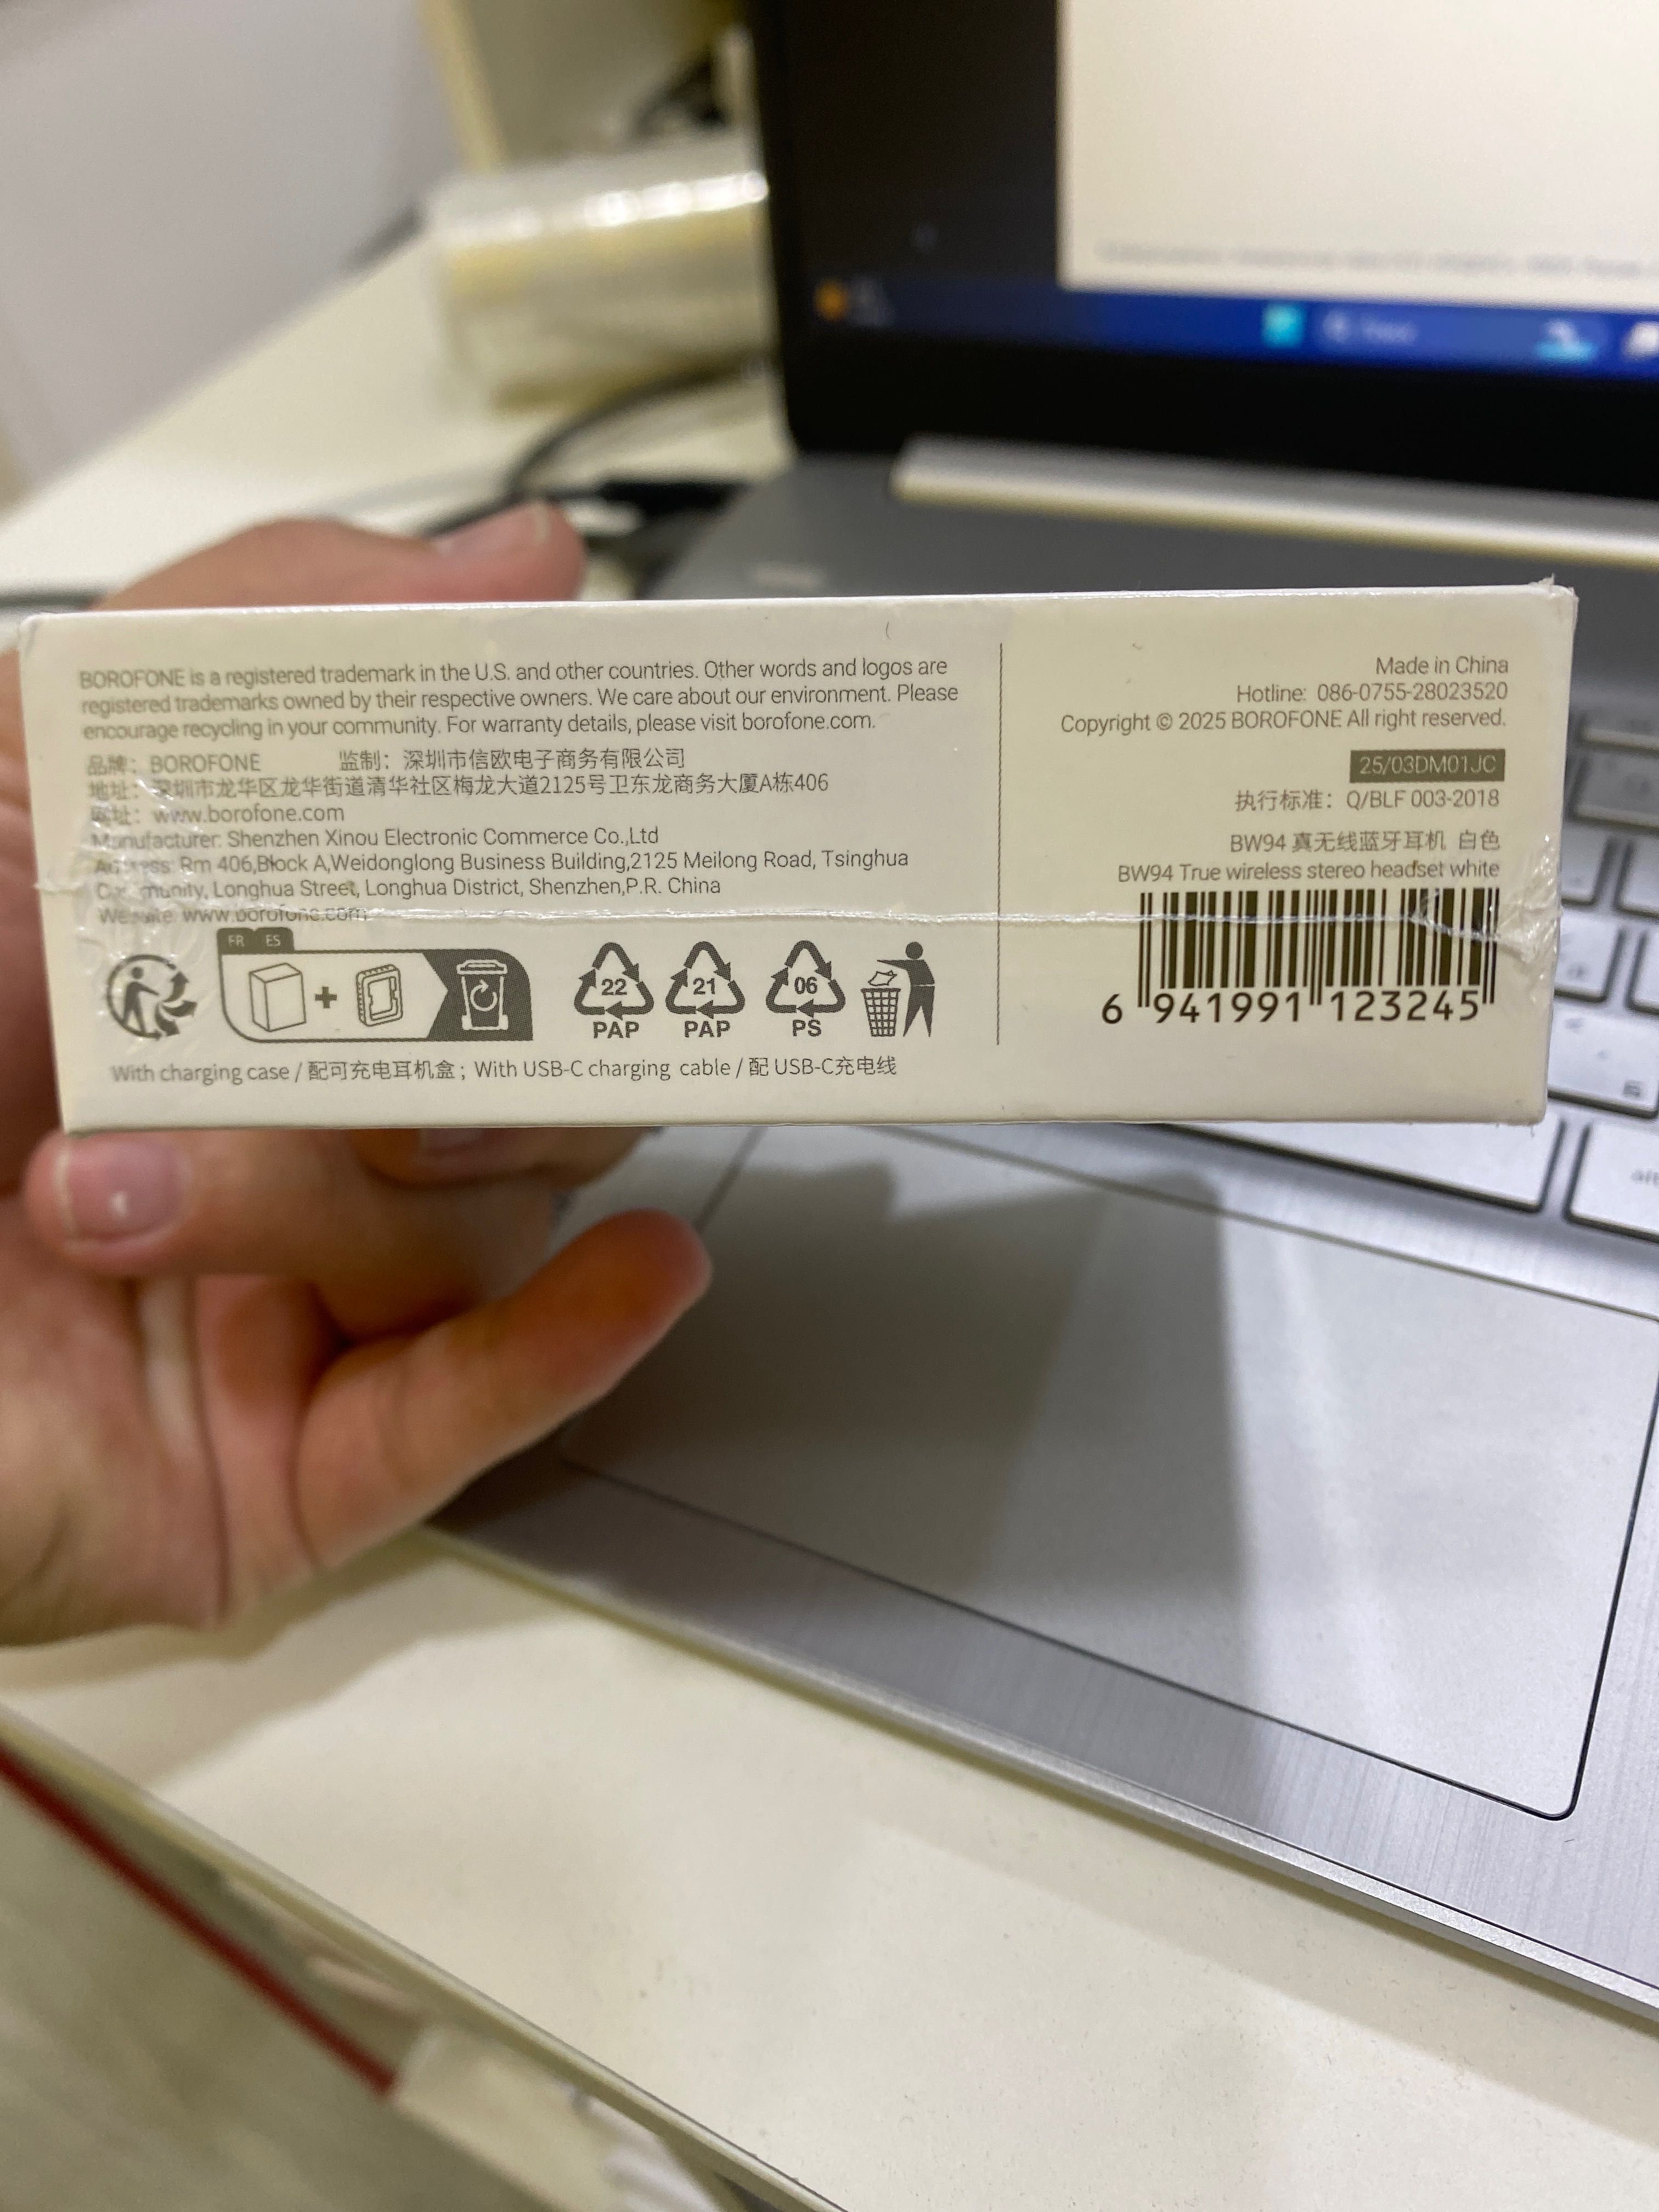 BOROFONE is a registered trademark in the U.S. and other countries. Other words and logos are
registered trademarks owned by their respective owners. We care about our environment. Please
encourage recycling in your community. For warranty details, please visit borofone.com.
品牌：BOROFONE 监制：深圳市信欧电子商务有限公司
地址：深圳市龙华区龙华街道清华社区梅龙大道2125号卫东龙商务大厦A栋406
网址：www.borofone.com
Manufacturer: Shenzhen Xinou Electronic Commerce Co.,Ltd
Address: Rm 406,Block A,Weidonglong Business Building,2125 Meilong Road, Tsinghua
Community, Longhua Street, Longhua District, Shenzhen,P.R. China
Website: www.borofone.com
FR ES
22 21 06
PAP PAP PS
With charging case / 配可充电耳机盒；With USB-C charging cable / 配 USB-C充电线
Made in China
Hotline: 086-0755-28023520
Copyright © 2025 BOROFONE All right reserved.
25/03DM01JC
执行标准：Q/BLF 003-2018
BW94 真无线蓝牙耳机 白色
BW94 True wireless stereo headset white
6 941991 123245
alt